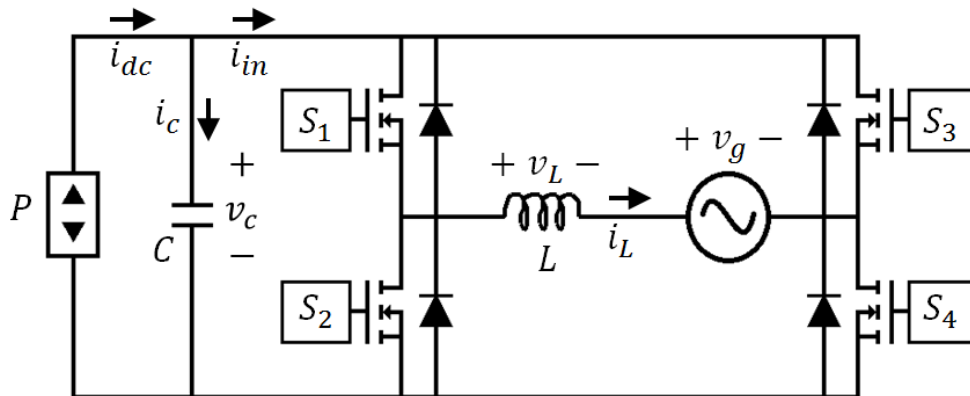 i_dc
i_in
i_c
S_1
S_3
+ v_L −
+ v_g −
P
+
v_c
−
C
L
i_L
S_2
S_4